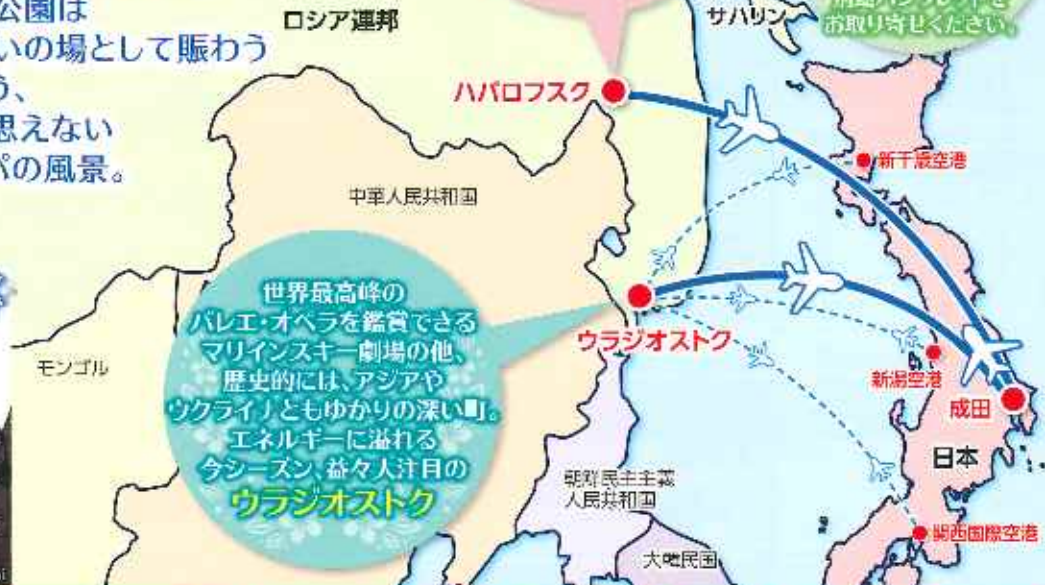 公園は
いの場として賑わう
う、
思えない
パの風景。
ロシア連邦
サハリン
お取り寄せください。
ハバロフスク
新千歳空港
中華人民共和国
世界最高峰の
バレエ・オペラを鑑賞できる
マリインスキー劇場の他、
歴史的には、アジアや
ウクライナともゆかりの深い町。
エネルギーに溢れる
今シーズン、益々大注目の
ウラジオストク
モンゴル
ウラジオストク
新潟空港
成田
日本
朝鮮民主主義
人民共和国
関西国際空港
大韓民国